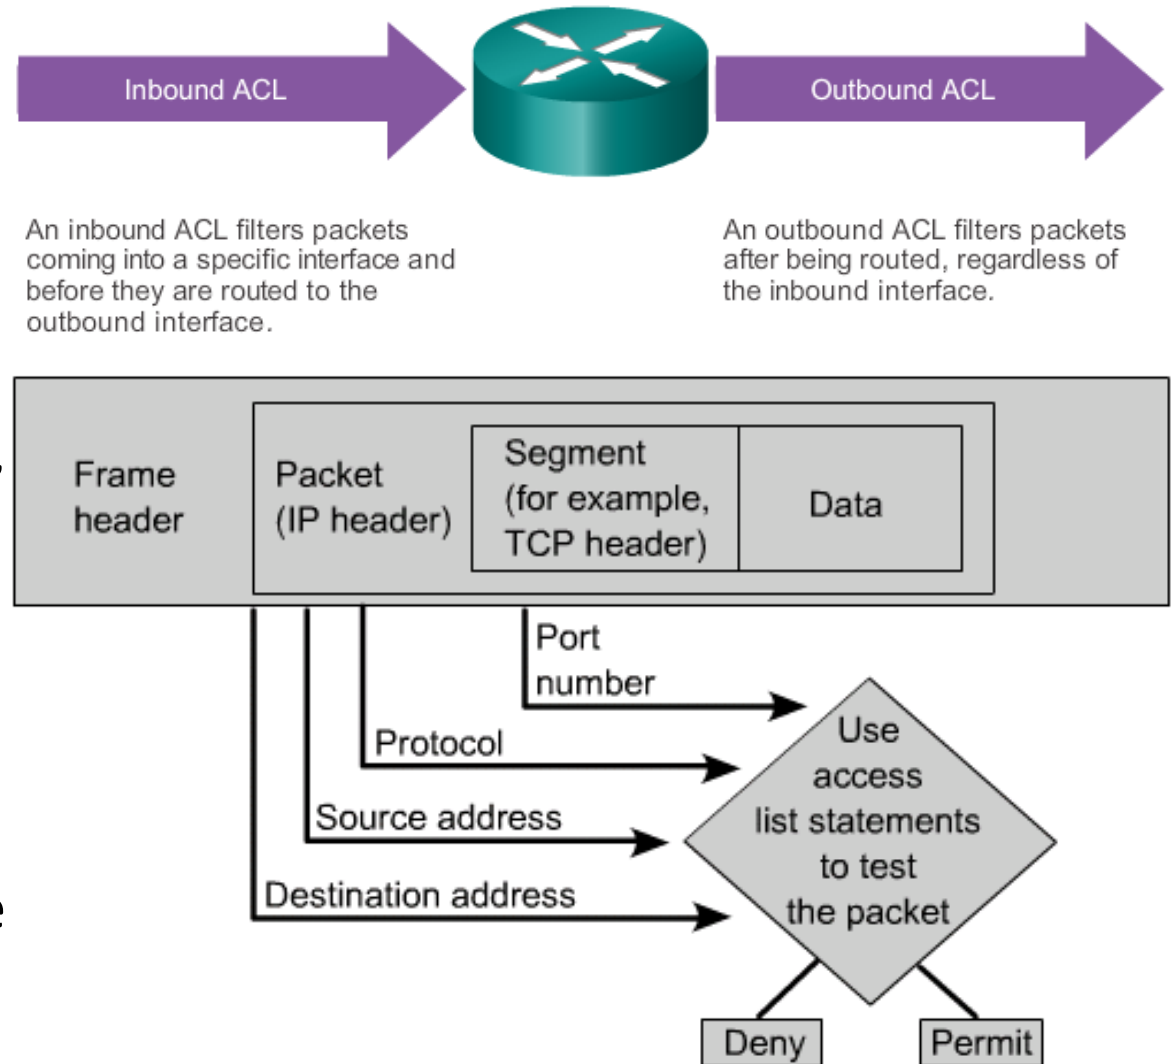 Inbound ACL
Outbound ACL
An inbound ACL filters packets
coming into a specific interface and
before they are routed to the
outbound interface.
An outbound ACL filters packets
after being routed, regardless of
the inbound interface.
Frame
header
Packet
(IP header)
Segment
(for example,
TCP header)
Data
Port
number
Protocol
Source address
Destination address
Use
access
list statements
to test
the packet
Deny
Permit